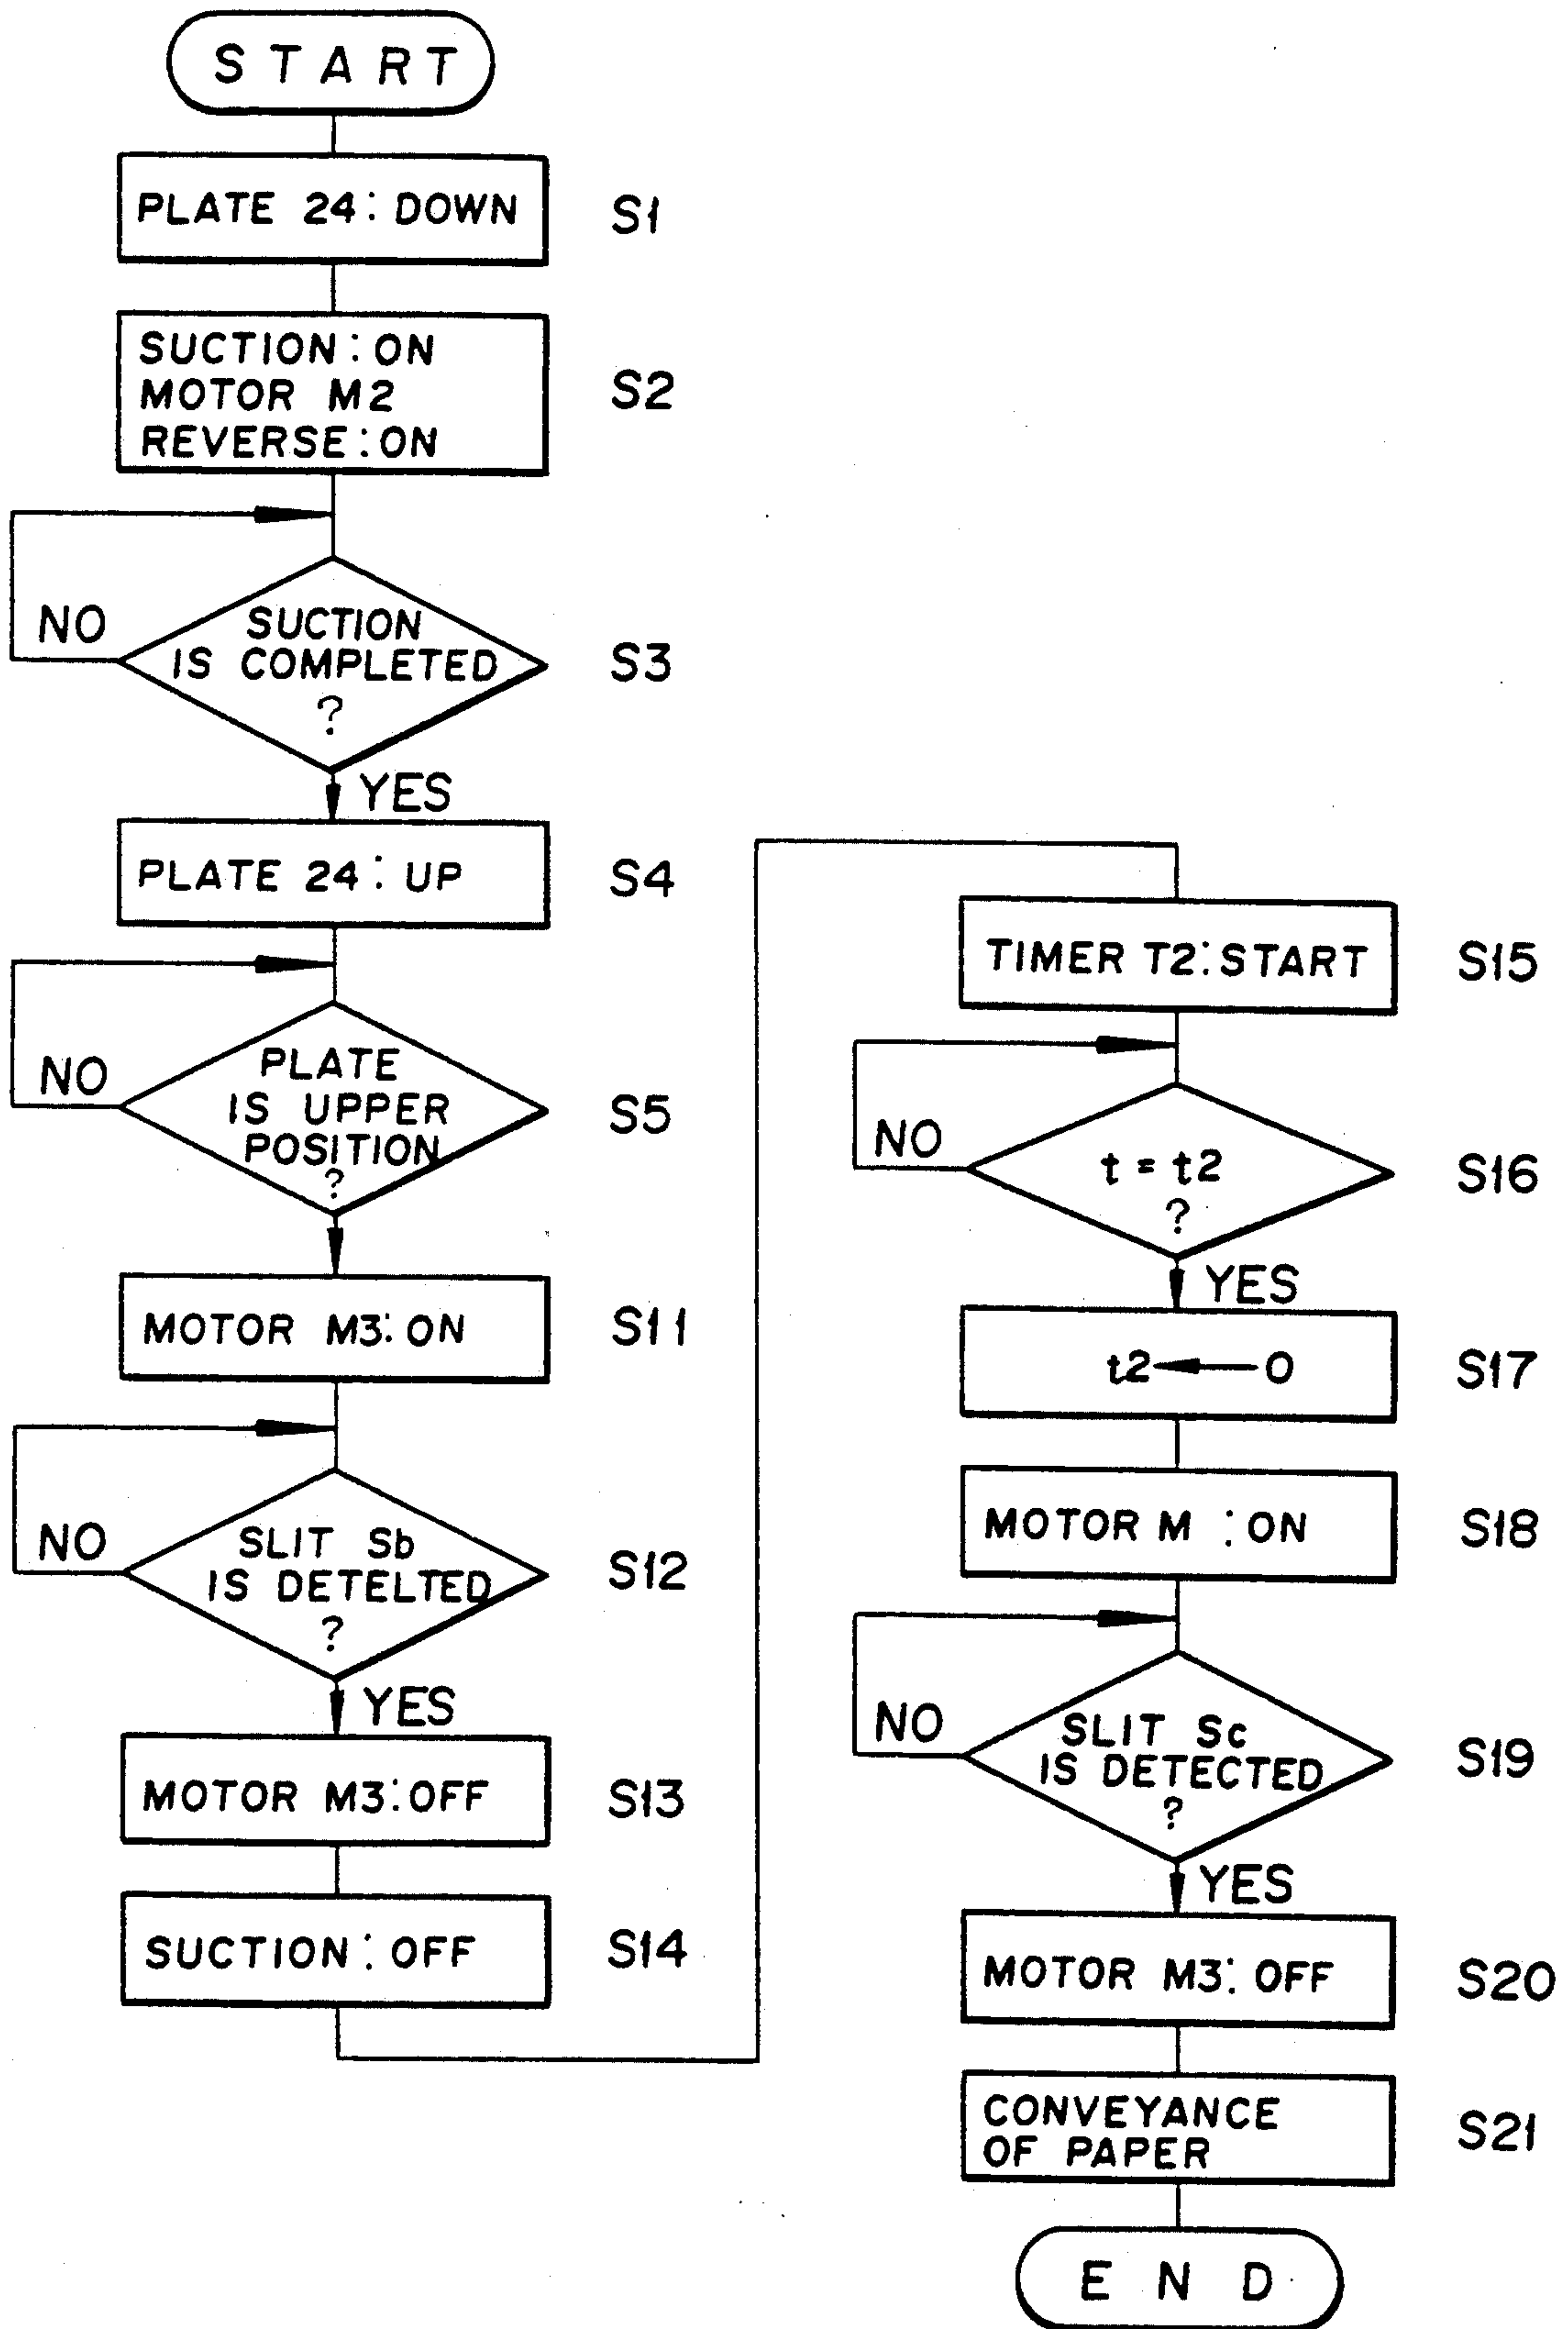 START
PLATE 24: DOWN
S1
SUCTION: ON
MOTOR M2
REVERSE: ON
S2
NO
SUCTION
IS COMPLETED
?
S3
YES
PLATE 24: UP
S4
NO
PLATE
IS UPPER
POSITION
?
S5
MOTOR M3: ON
S11
NO
SLIT Sb
IS DETELTED
?
S12
YES
MOTOR M3: OFF
S13
SUCTION: OFF
S14
TIMER T2: START
S15
NO
t = t2
?
S16
YES
t2 ← 0
S17
MOTOR M : ON
S18
NO
SLIT Sc
IS DETECTED
?
S19
YES
MOTOR M3: OFF
S20
CONVEYANCE
OF PAPER
S21
END